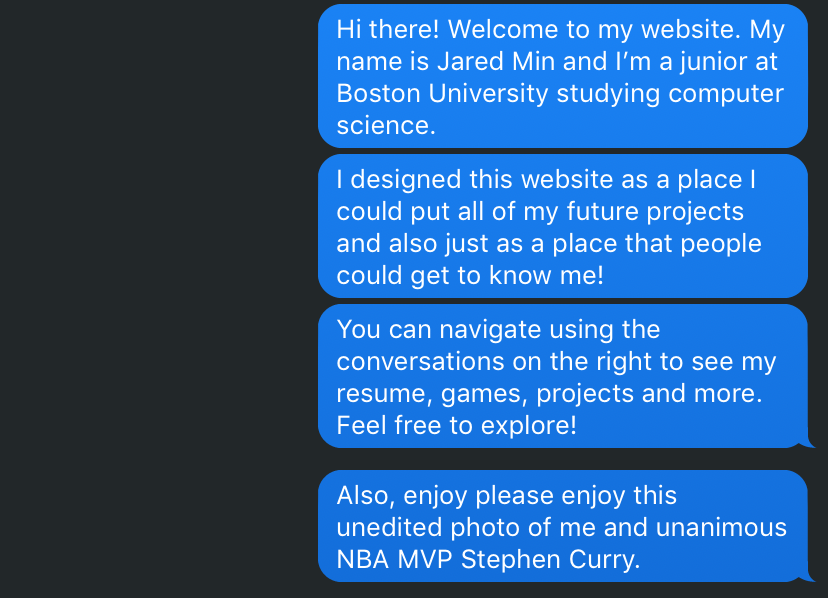 Hi there! Welcome to my website. My
name is Jared Min and I’m a junior at
Boston University studying computer
science.
I designed this website as a place I
could put all of my future projects
and also just as a place that people
could get to know me!
You can navigate using the
conversations on the right to see my
resume, games, projects and more.
Feel free to explore!
Also, enjoy please enjoy this
unedited photo of me and unanimous
NBA MVP Stephen Curry.